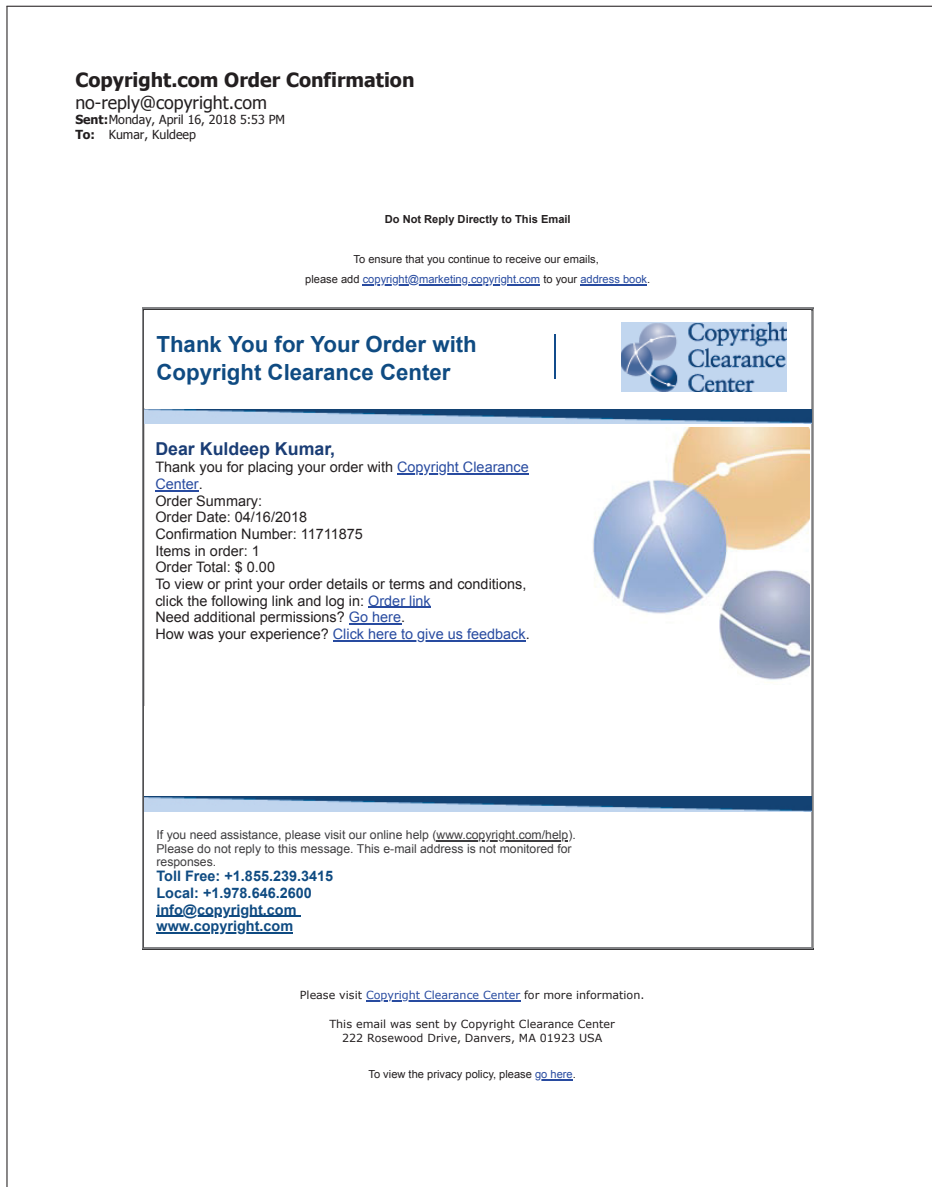 Copyright.com Order Confirmation
no-reply@copyright.com
Sent:Monday, April 16, 2018 5:53 PM
To: Kumar, Kuldeep
Do Not Reply Directly to This Email
To ensure that you continue to receive our emails,
please add copyright@marketing.copyright.com to your address book.
Thank You for Your Order with
Copyright Clearance Center
Copyright
Clearance
Center
Dear Kuldeep Kumar,
Thank you for placing your order with Copyright Clearance
Center.
Order Summary:
Order Date: 04/16/2018
Confirmation Number: 11711875
Items in order: 1
Order Total: $ 0.00
To view or print your order details or terms and conditions,
click the following link and log in: Order link
Need additional permissions? Go here.
How was your experience? Click here to give us feedback.
If you need assistance, please visit our online help (www.copyright.com/help).
Please do not reply to this message. This e-mail address is not monitored for
responses.
Toll Free: +1.855.239.3415
Local: +1.978.646.2600
info@copyright.com
www.copyright.com
Please visit Copyright Clearance Center for more information.
This email was sent by Copyright Clearance Center
222 Rosewood Drive, Danvers, MA 01923 USA
To view the privacy policy, please go here.